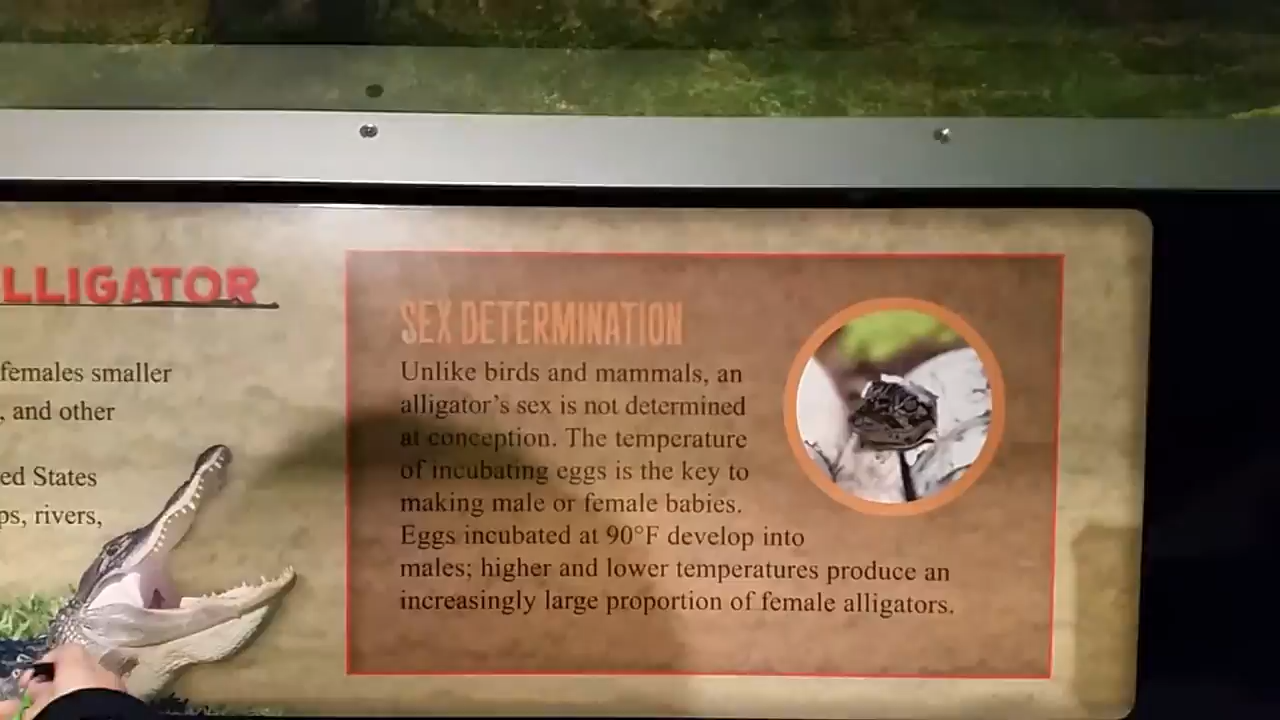 LLIGATOR
females smaller
, and other
ed States
ps, rivers,
SEX DETERMINATION
Unlike birds and mammals, an
alligator's sex is not determined
at conception. The temperature
of incubating eggs is the key to
making male or female babies.
Eggs incubated at 90°F develop into
males; higher and lower temperatures produce an
increasingly large proportion of female alligators.